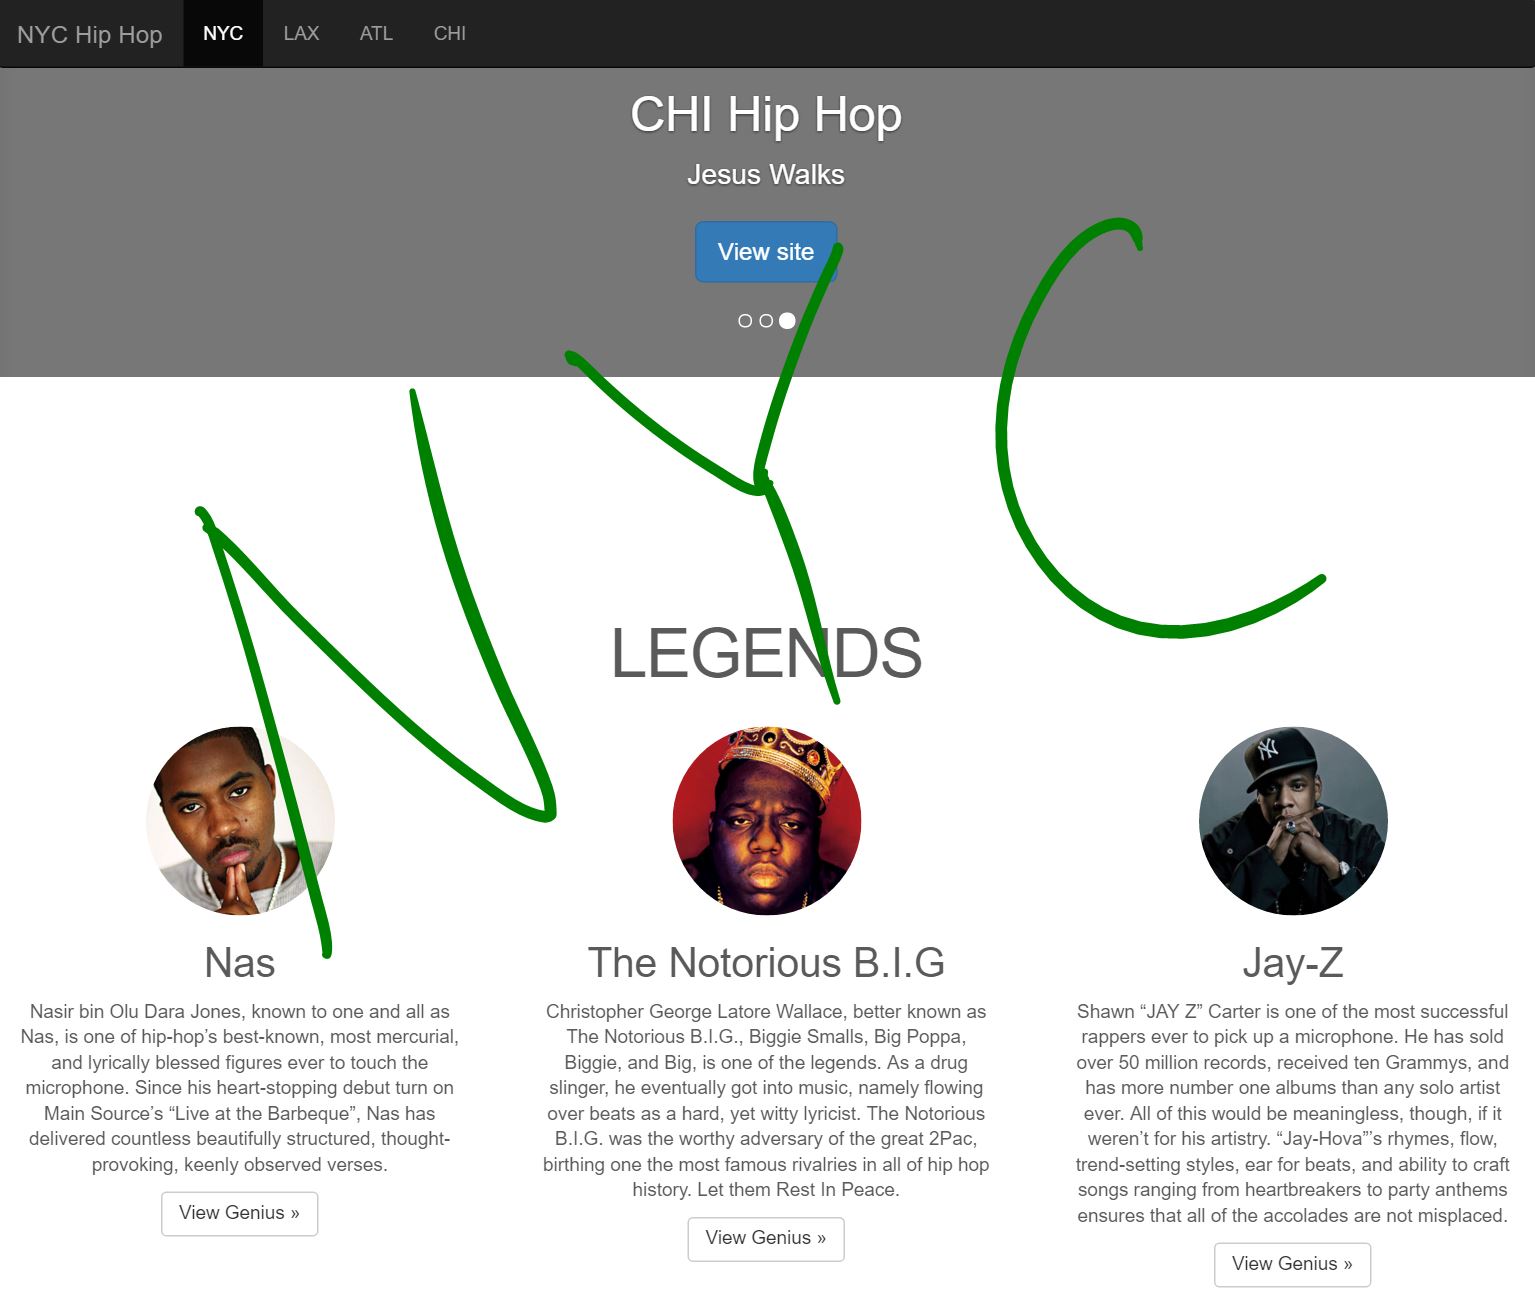 NYC Hip Hop NYC LAX ATL CHI
CHI Hip Hop
Jesus Walks
View site
NYC
LEGENDS
Nas
Nasir bin Olu Dara Jones, known to one and all as
Nas, is one of hip-hop’s best-known, most mercurial,
and lyrically blessed figures ever to touch the
microphone. Since his heart-stopping debut turn on
Main Source’s “Live at the Barbeque”, Nas has
delivered countless beautifully structured, thought-
provoking, keenly observed verses.
View Genius »
The Notorious B.I.G
Christopher George Latore Wallace, better known as
The Notorious B.I.G., Biggie Smalls, Big Poppa,
Biggie, and Big, is one of the legends. As a drug
slinger, he eventually got into music, namely flowing
over beats as a hard, yet witty lyricist. The Notorious
B.I.G. was the worthy adversary of the great 2Pac,
birthing one the most famous rivalries in all of hip hop
history. Let them Rest In Peace.
View Genius »
NY
Jay-Z
Shawn “JAY Z” Carter is one of the most successful
rappers ever to pick up a microphone. He has sold
over 50 million records, received ten Grammys, and
has more number one albums than any solo artist
ever. All of this would be meaningless, though, if it
weren’t for his artistry. “Jay-Hova”’s rhymes, flow,
trend-setting styles, ear for beats, and ability to craft
songs ranging from heartbreakers to party anthems
ensures that all of the accolades are not misplaced.
View Genius »